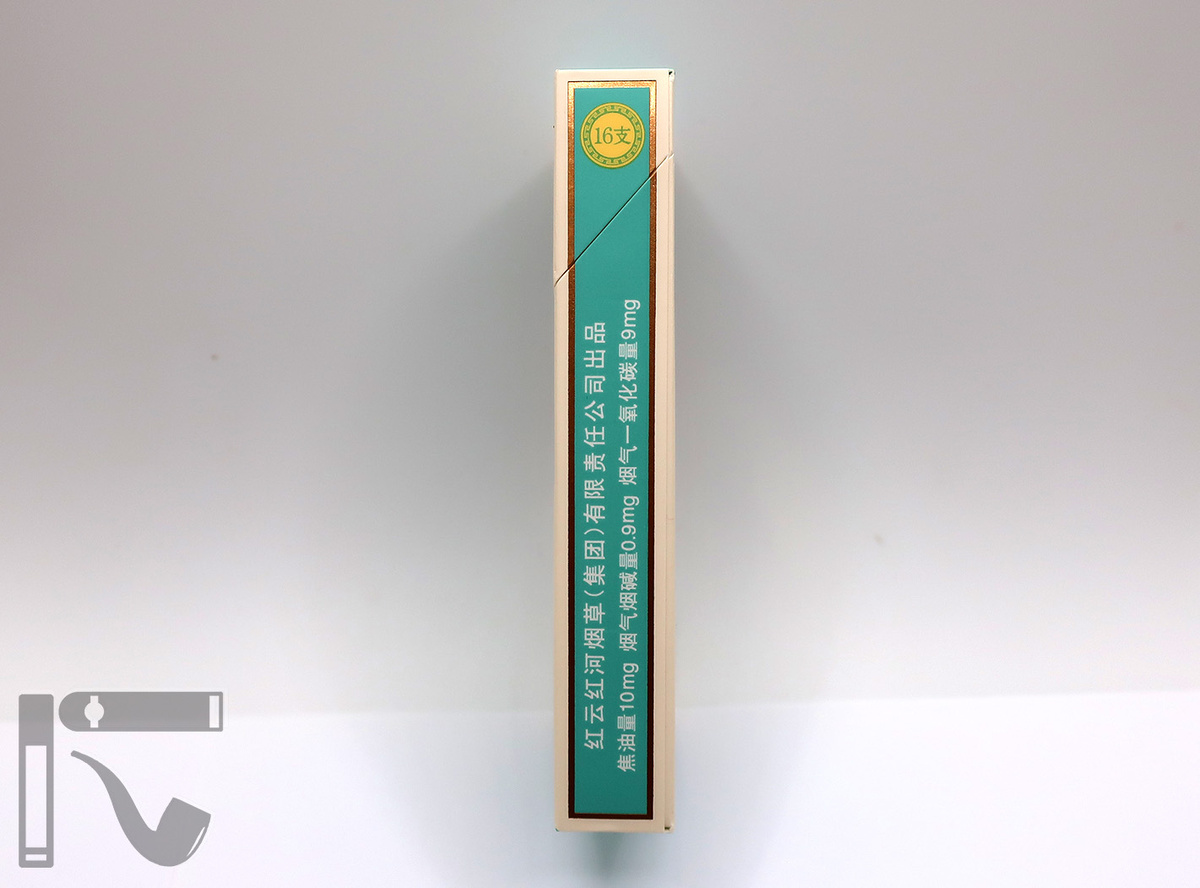 16支
红云红河烟草(集团)有限责任公司出品
焦油量10mg 烟气烟碱量0.9mg 烟气一氧化碳量9mg